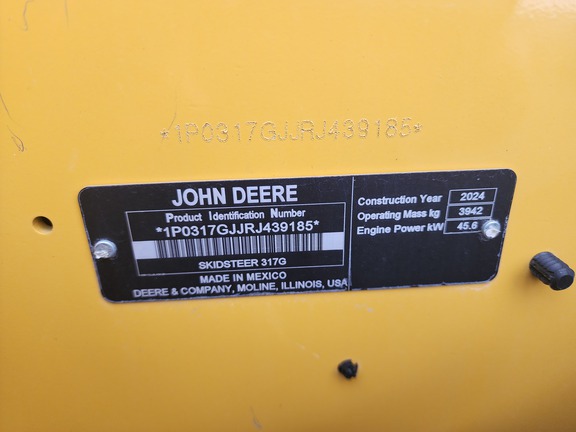 *1P0317GJJRJ439185*
JOHN DEERE
Product Identification Number
*1P0317GJJRJ439185*
SKIDSTEER 317G
MADE IN MEXICO
DEERE & COMPANY, MOLINE, ILLINOIS, USA
Construction Year 2024
Operating Mass kg 3942
Engine Power kW 45.6